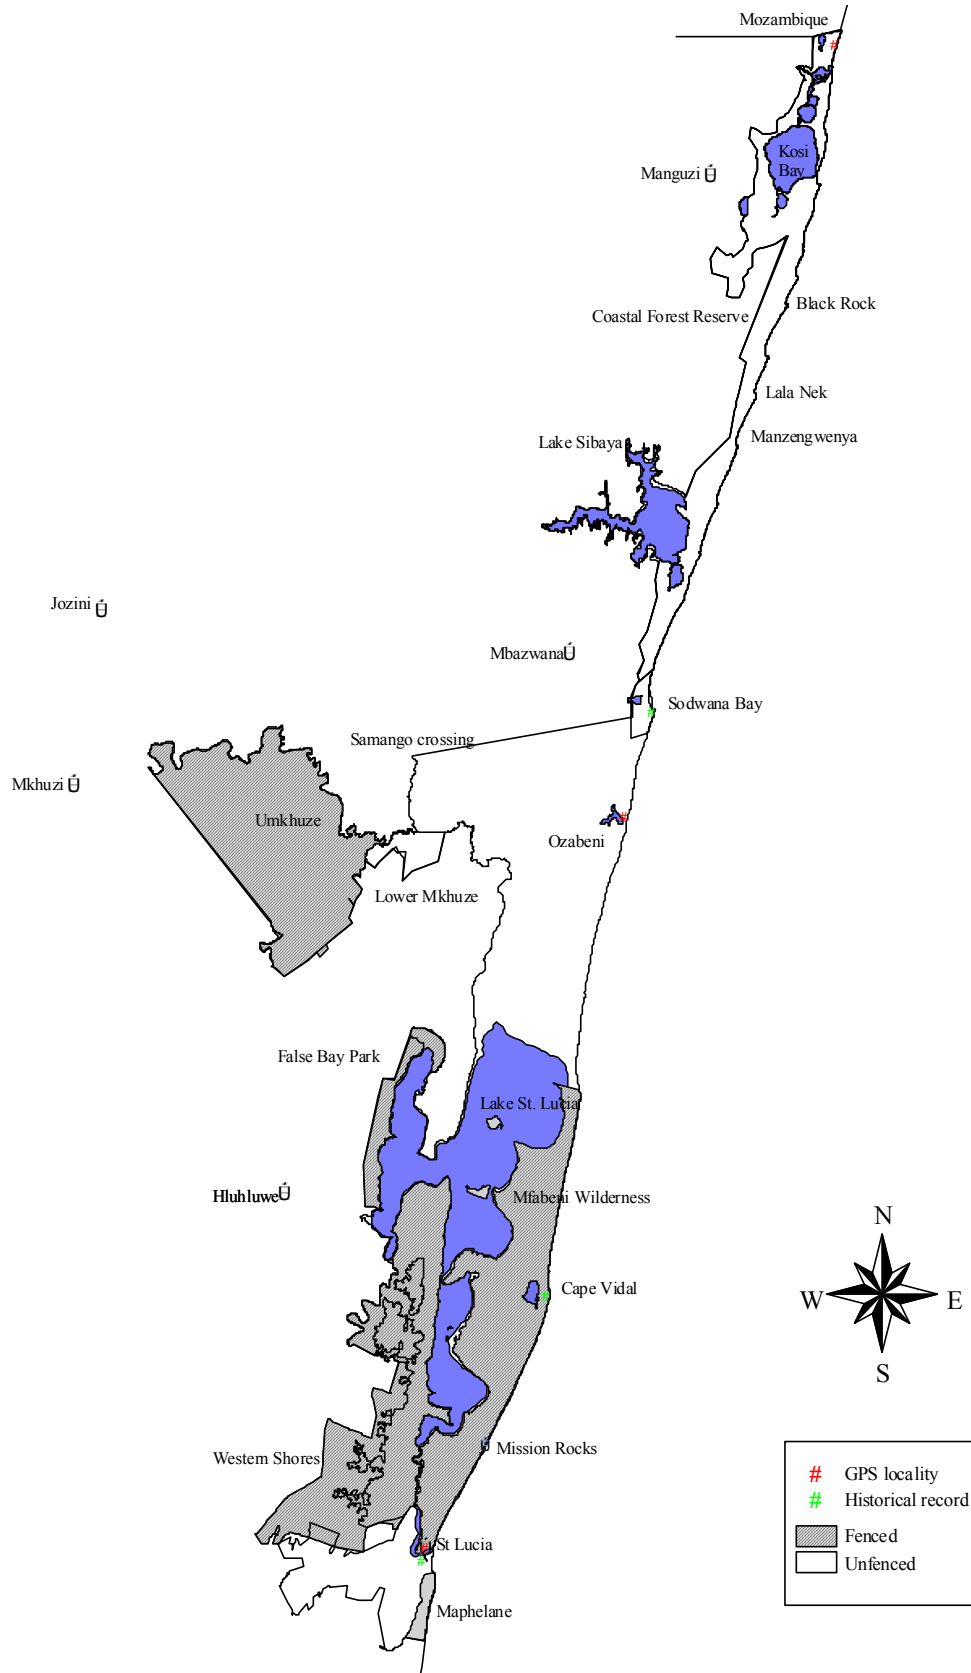 Mozambique
#
Kosi
Bay
Manguzi
Black Rock
Coastal Forest Reserve
Lala Nek
Manzengwenya
Lake Sibaya
Jozini
Mbazwana
Sodwana Bay
#
Samango crossing
Mkhuzi
Umkhuze
#
Ozabeni
Lower Mkhuze
False Bay Park
Lake St. Lucia
Hluhluwe
Mfabeni Wilderness
Cape Vidal
#
N
W
E
S
Mission Rocks
Western Shores
# GPS locality
# Historical record
Fenced
Unfenced
St Lucia
#
#
Maphelane